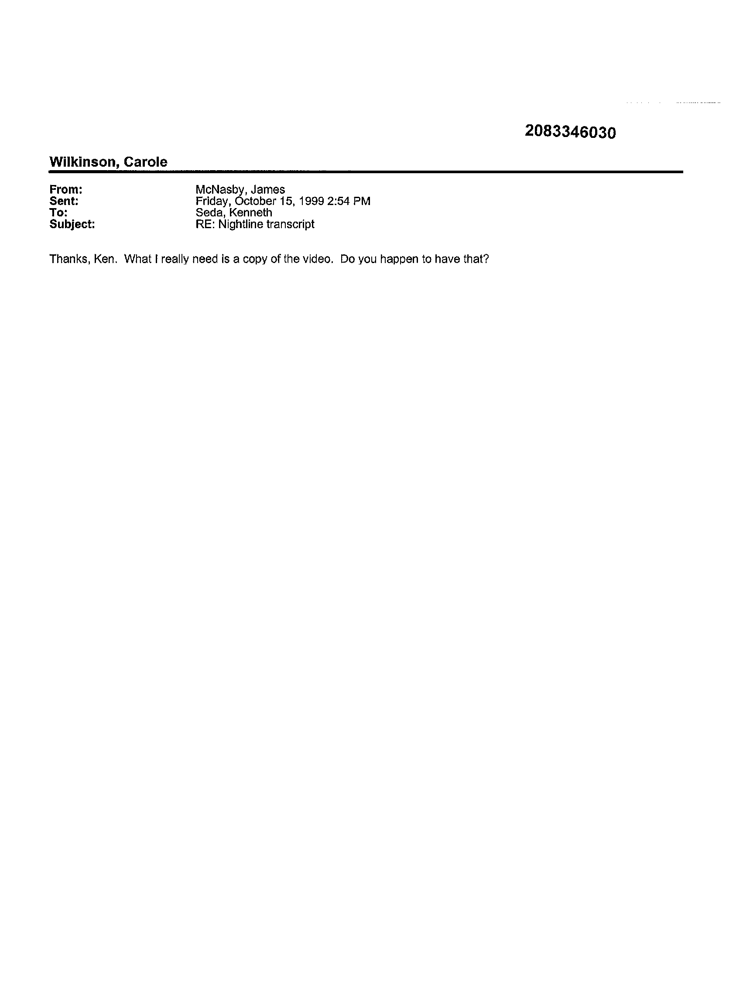 2083346030
Wilkinson, Carole
From: McNasby, James
Sent: Friday, October 15, 1999 2:54 PM
To: Seda, Kenneth
Subject: RE: Nightline transcript
Thanks, Ken. What I really need is a copy of the video. Do you happen to have that?